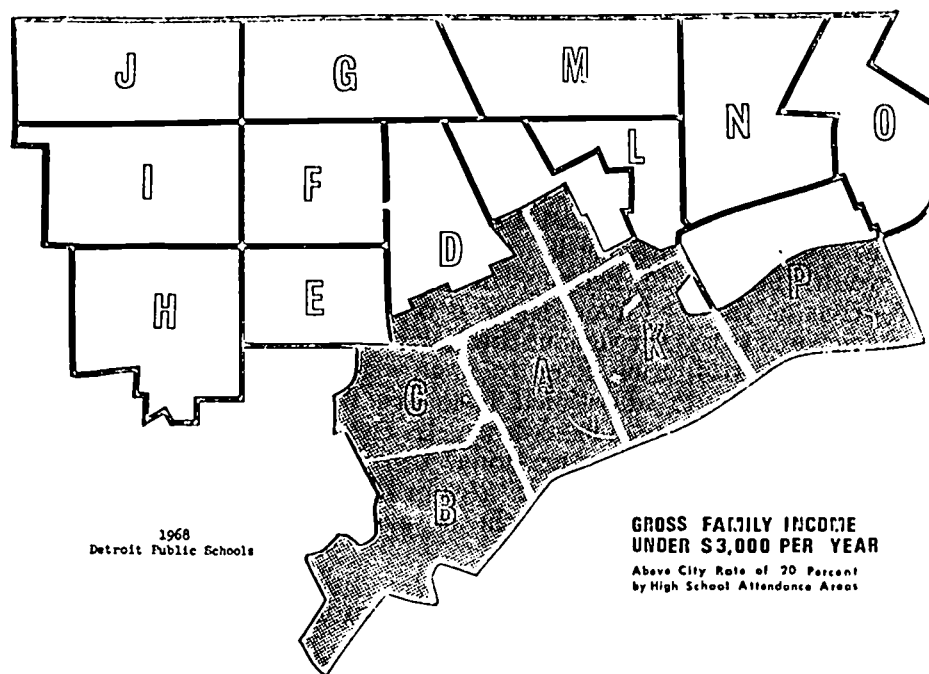 J
G
M
N
O
I
F
L
D
H
E
P
C
A
K
B
1968
Detroit Public Schools
GROSS FAMILY INCOME
UNDER $3,000 PER YEAR
Above City Rate of 20 Percent
by High School Attendance Areas